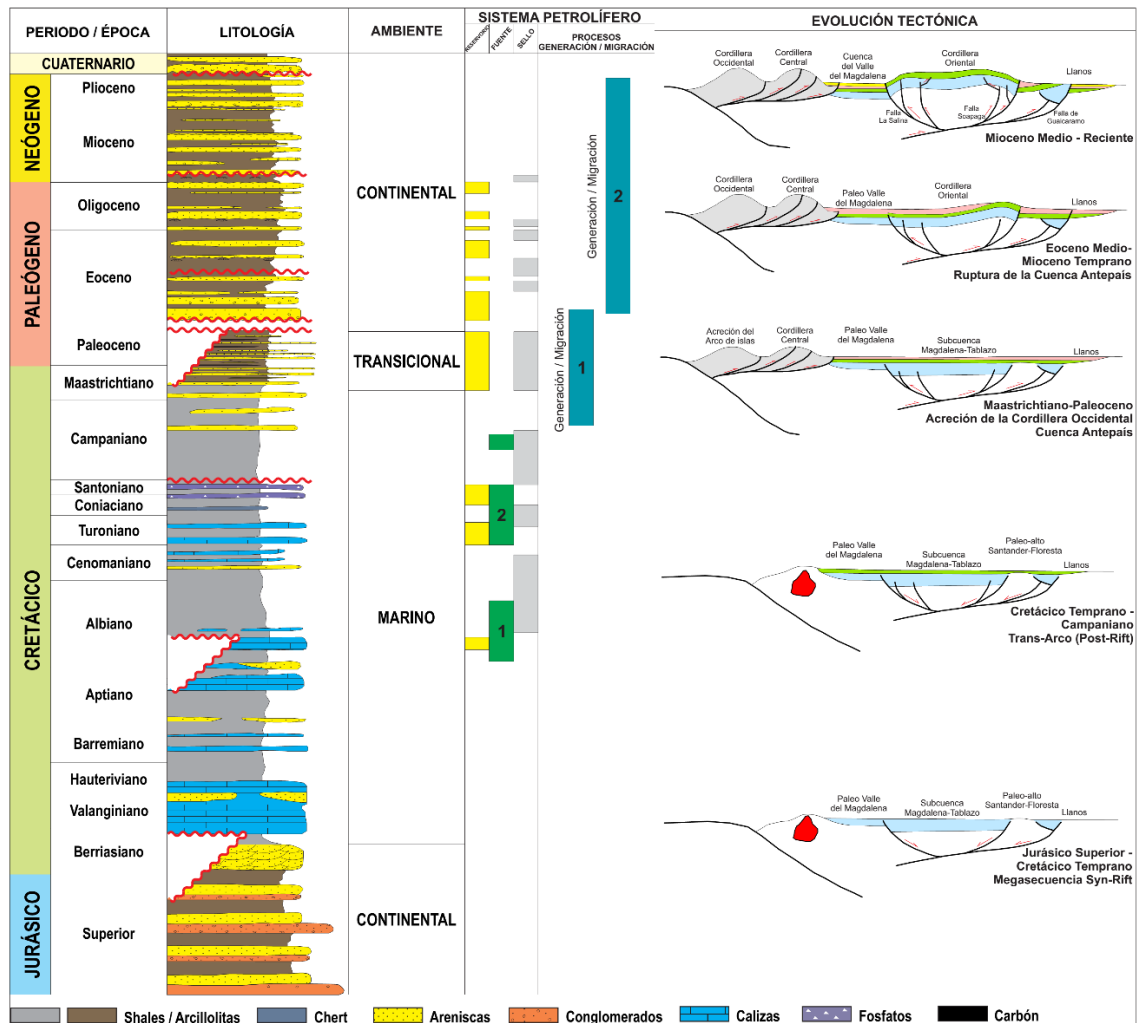 PERIODO / ÉPOCA
LITOLOGÍA
AMBIENTE
SISTEMA PETROLÍFERO
RESERVORIO
FUENTE
SELLO
PROCESOS
GENERACIÓN / MIGRACIÓN
EVOLUCIÓN TECTÓNICA
CUATERNARIO
NEÓGENO
Plioceno
Mioceno
PALEÓGENO
Oligoceno
Eoceno
Paleoceno
CRETÁCICO
Maastrichtiano
Campaniano
Santoniano
Coniaciano
Turoniano
Cenomaniano
Albiano
Aptiano
Barremiano
Hauteriviano
Valanginiano
Berriasiano
JURÁSICO
Superior
CONTINENTAL
TRANSICIONAL
MARINO
CONTINENTAL
2
1
Generación / Migración
2
Generación / Migración
1
Cordillera
Occidental
Cordillera
Central
Cuenca
del Valle
del Magdalena
Cordillera
Oriental
Llanos
Falla
La Salina
Falla
Soapaga
Falla de
Guaicaramo
Mioceno Medio - Reciente
Cordillera
Occidental
Cordillera
Central
Paleo Valle
del Magdalena
Cordillera
Oriental
Llanos
Eoceno Medio-
Mioceno Temprano
Ruptura de la Cuenca Antepaís
Acreción del
Arco de islas
Cordillera
Central
Paleo Valle
del Magdalena
Subcuenca
Magdalena-Tablazo
Llanos
Maastrichtiano-Paleoceno
Acreción de la Cordillera Occidental
Cuenca Antepaís
Paleo Valle
del Magdalena
Subcuenca
Magdalena-Tablazo
Paleo-alto
Santander-Floresta
Llanos
Cretácico Temprano -
Campaniano
Trans-Arco (Post-Rift)
Paleo Valle
del Magdalena
Subcuenca
Magdalena-Tablazo
Paleo-alto
Santander-Floresta
Llanos
Jurásico Superior -
Cretácico Temprano
Megasecuencia Syn-Rift
Shales / Arcillolitas
Chert
Areniscas
Conglomerados
Calizas
Fosfatos
Carbón